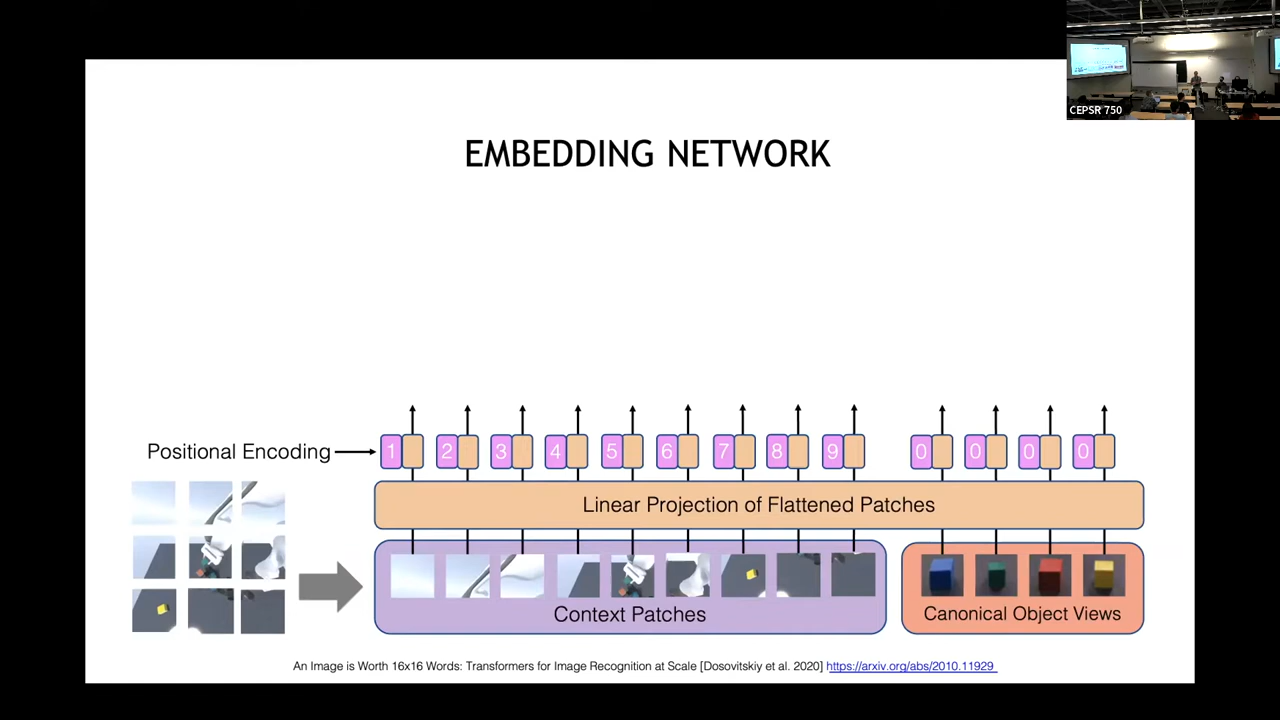 CEPSR 750
EMBEDDING NETWORK
Positional Encoding
1 2 3 4 5 6 7 8 9 0 0 0 0
Linear Projection of Flattened Patches
Context Patches
Canonical Object Views
An Image is Worth 16x16 Words: Transformers for Image Recognition at Scale [Dosovitskiy et al. 2020] https://arxiv.org/abs/2010.11929